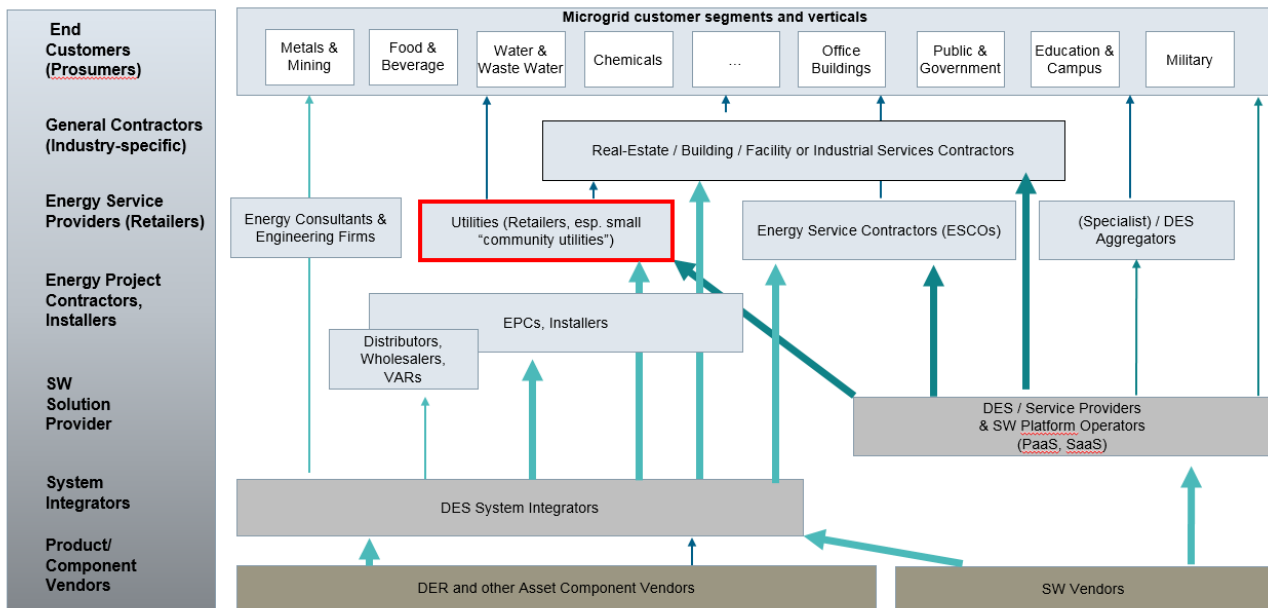 Microgrid customer segments and verticals
End
Customers
(Prosumers)
Metals &
Mining
Food &
Beverage
Water &
Waste Water
Chemicals
...
Office
Buildings
Public &
Government
Education &
Campus
Military
General Contractors
(Industry-specific)
Real-Estate / Building / Facility or Industrial Services Contractors
Energy Service
Providers (Retailers)
Energy Consultants &
Engineering Firms
Utilities (Retailers, esp. small
“community utilities”)
Energy Service Contractors (ESCOs)
(Specialist) / DES
Aggregators
Energy Project
Contractors,
Installers
EPCs, Installers
Distributors,
Wholesalers,
VARs
SW
Solution
Provider
DES / Service Providers
& SW Platform Operators
(PaaS, SaaS)
System
Integrators
DES System Integrators
Product/
Component
Vendors
DER and other Asset Component Vendors
SW Vendors